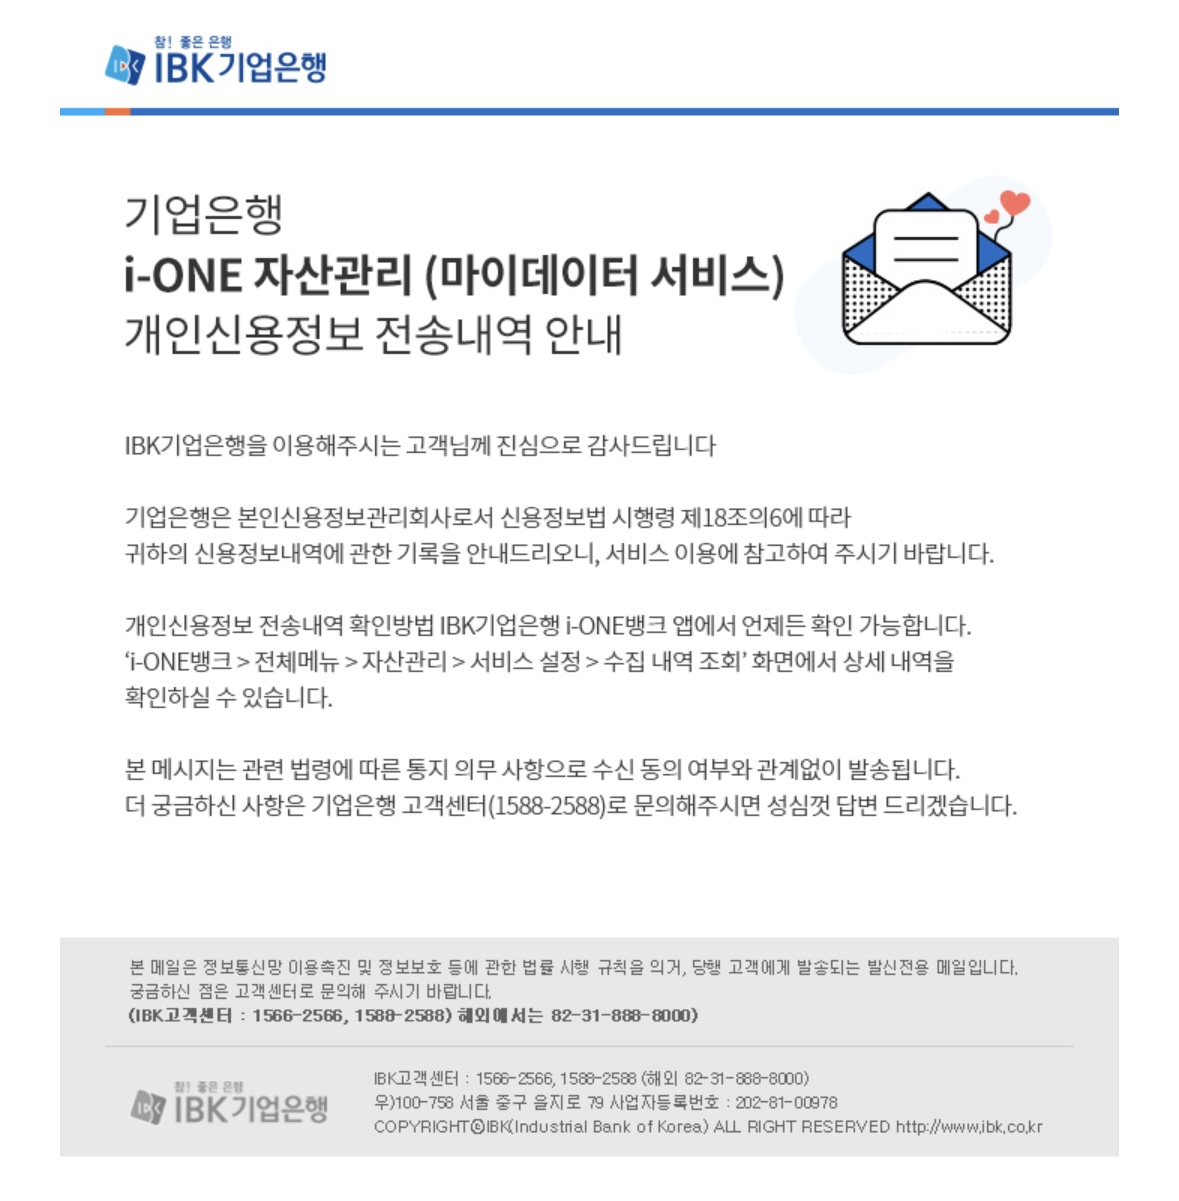 참! 좋은 은행
IBK기업은행
기업은행
i-ONE 자산관리 (마이데이터 서비스)
개인신용정보 전송내역 안내
IBK기업은행을 이용해주시는 고객님께 진심으로 감사드립니다
기업은행은 본인신용정보관리회사로서 신용정보법 시행령 제18조의6에 따라
귀하의 신용정보내역에 관한 기록을 안내드리오니, 서비스 이용에 참고하여 주시기 바랍니다.
개인신용정보 전송내역 확인방법 IBK기업은행 i-ONE뱅크 앱에서 언제든 확인 가능합니다.
‘i-ONE뱅크 > 전체메뉴 > 자산관리 > 서비스 설정 > 수집 내역 조회’ 화면에서 상세 내역을
확인하실 수 있습니다.
본 메시지는 관련 법령에 따른 통지 의무 사항으로 수신 동의 여부와 관계없이 발송됩니다.
더 궁금하신 사항은 기업은행 고객센터(1588-2588)로 문의해주시면 성심껏 답변 드리겠습니다.
본 메일은 정보통신망 이용촉진 및 정보보호 등에 관한 법률 시행 규칙을 의거, 당행 고객에게 발송되는 발신전용 메일입니다.
궁금하신 점은 고객센터로 문의해 주시기 바랍니다.
(IBK고객센터 : 1566-2566, 1588-2588) 해외에서는 82-31-888-8000)
참! 좋은 은행
IBK기업은행
IBK고객센터 : 1566-2566, 1588-2588 (해외 82-31-888-8000)
우)100-758 서울 중구 을지로 79 사업자등록번호 : 202-81-00978
COPYRIGHTⓒIBK(Industrial Bank of Korea) ALL RIGHT RESERVED http://www.ibk.co.kr